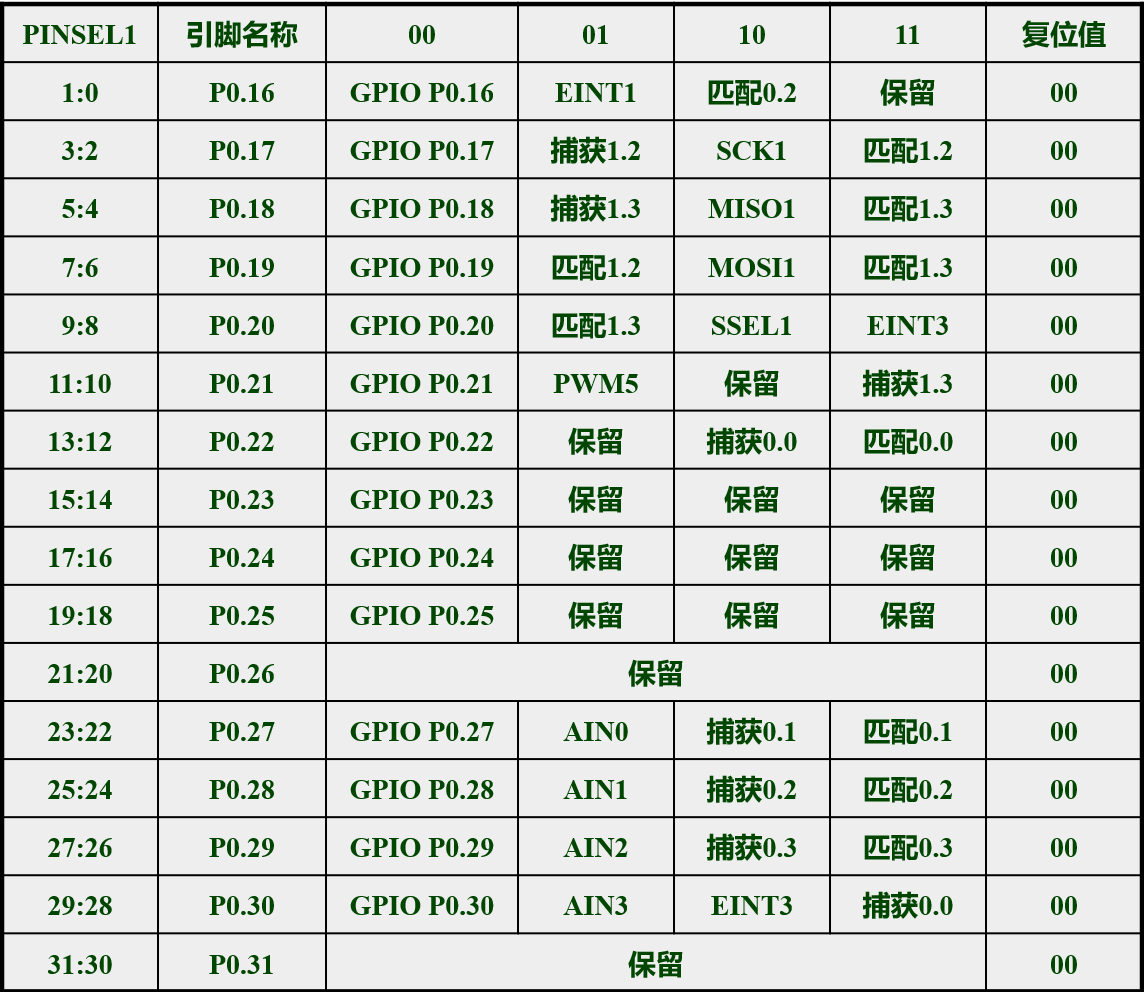 PINSEL1 引脚名称 00 01 10 11 复位值
1:0 P0.16 GPIO P0.16 EINT1 匹配0.2 保留 00
3:2 P0.17 GPIO P0.17 捕获1.2 SCK1 匹配1.2 00
5:4 P0.18 GPIO P0.18 捕获1.3 MISO1 匹配1.3 00
7:6 P0.19 GPIO P0.19 匹配1.2 MOSI1 匹配1.3 00
9:8 P0.20 GPIO P0.20 匹配1.3 SSEL1 EINT3 00
11:10 P0.21 GPIO P0.21 PWM5 保留 捕获1.3 00
13:12 P0.22 GPIO P0.22 保留 捕获0.0 匹配0.0 00
15:14 P0.23 GPIO P0.23 保留 保留 保留 00
17:16 P0.24 GPIO P0.24 保留 保留 保留 00
19:18 P0.25 GPIO P0.25 保留 保留 保留 00
21:20 P0.26 保留 00
23:22 P0.27 GPIO P0.27 AIN0 捕获0.1 匹配0.1 00
25:24 P0.28 GPIO P0.28 AIN1 捕获0.2 匹配0.2 00
27:26 P0.29 GPIO P0.29 AIN2 捕获0.3 匹配0.3 00
29:28 P0.30 GPIO P0.30 AIN3 EINT3 捕获0.0 00
31:30 P0.31 保留 00